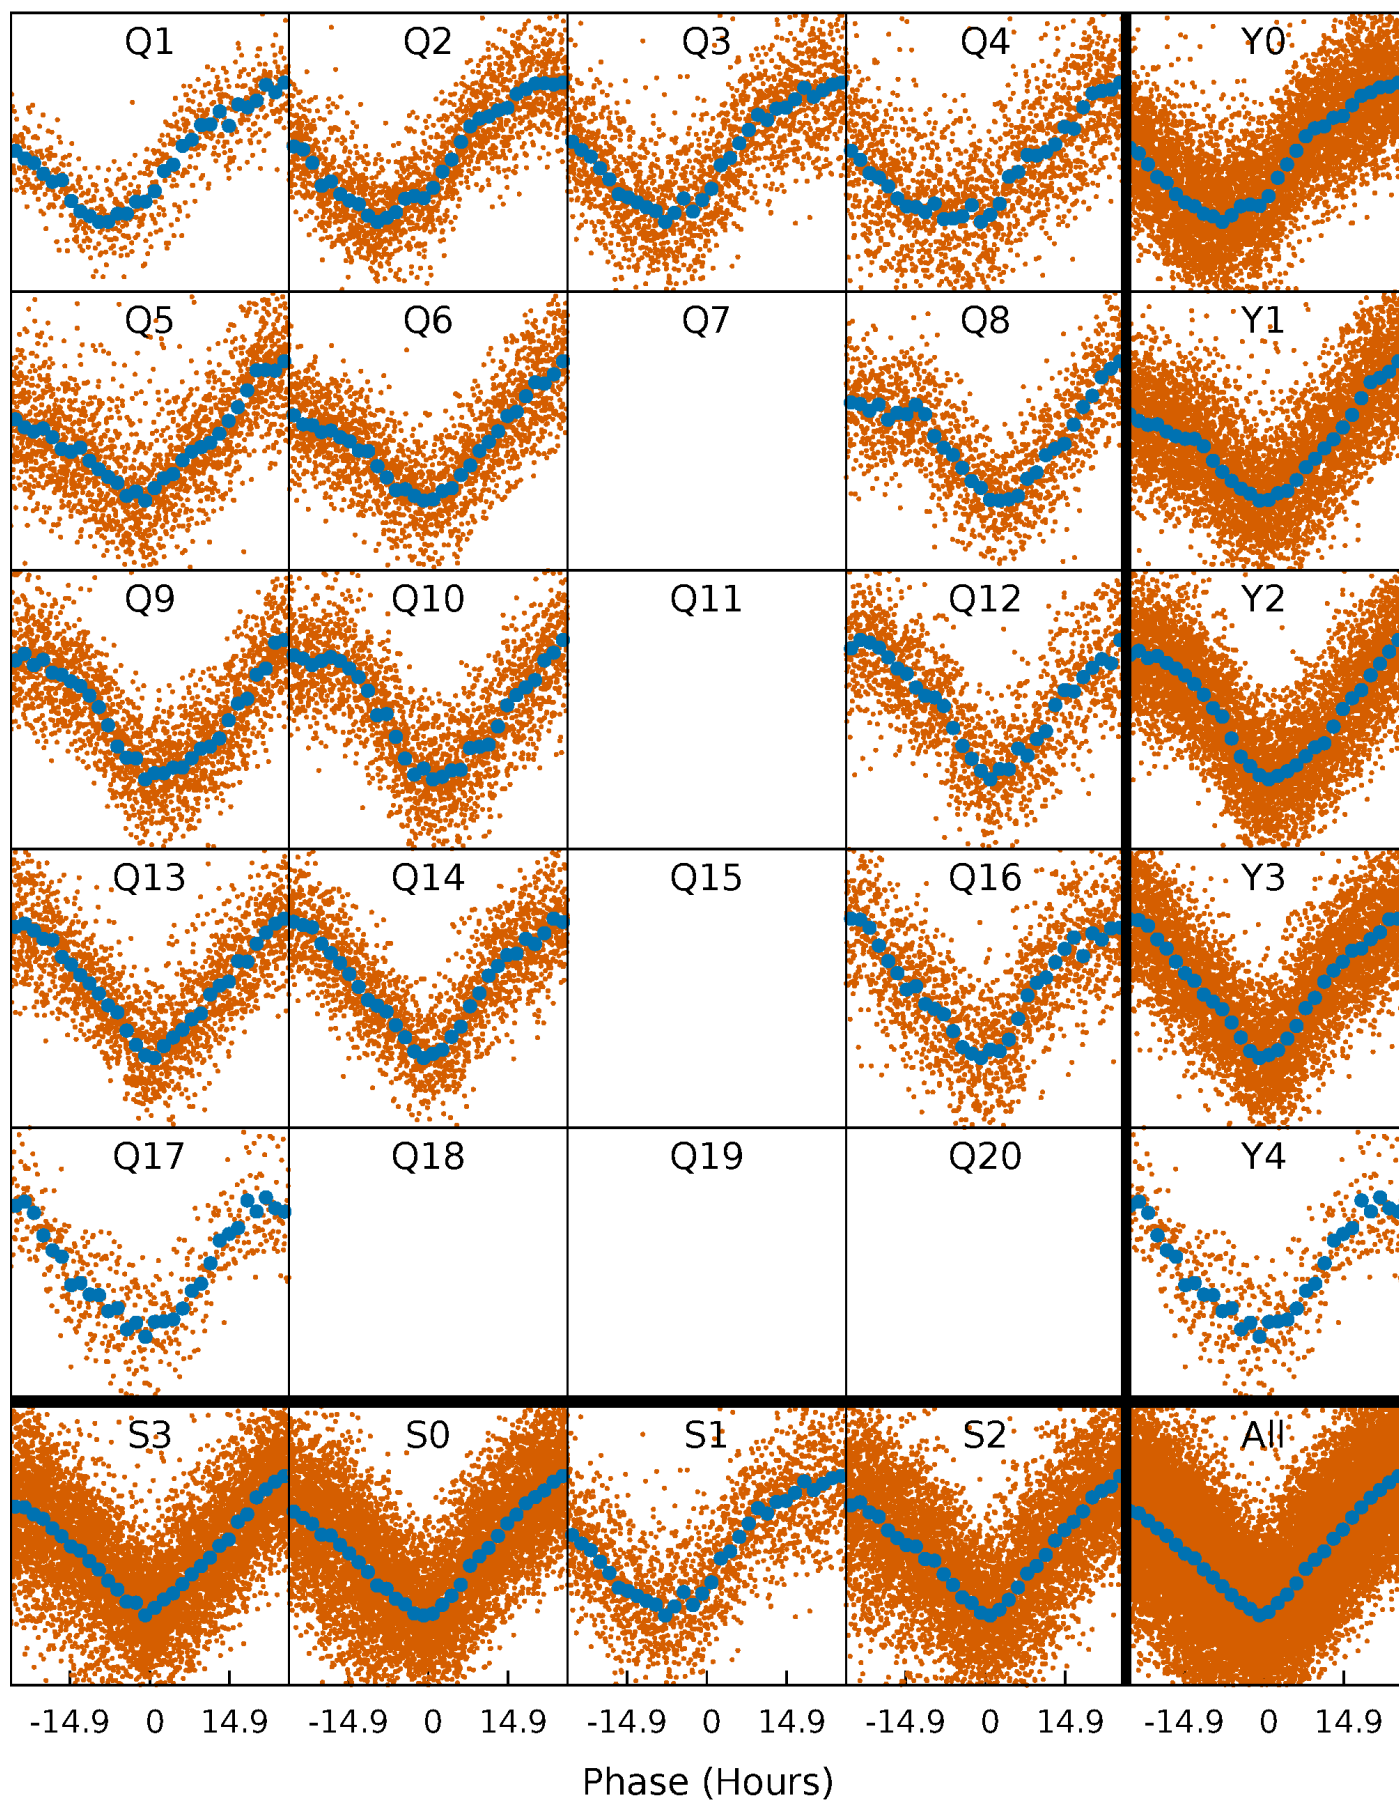 Q1 Q2 Q3 Q4 Y0
Q5 Q6 Q7 Q8 Y1
Q9 Q10 Q11 Q12 Y2
Q13 Q14 Q15 Q16 Y3
Q17 Q18 Q19 Q20 Y4
S3 S0 S1 S2 All
-14.9 0 14.9 -14.9 0 14.9 -14.9 0 14.9 -14.9 0 14.9 -14.9 0 14.9
Phase (Hours)